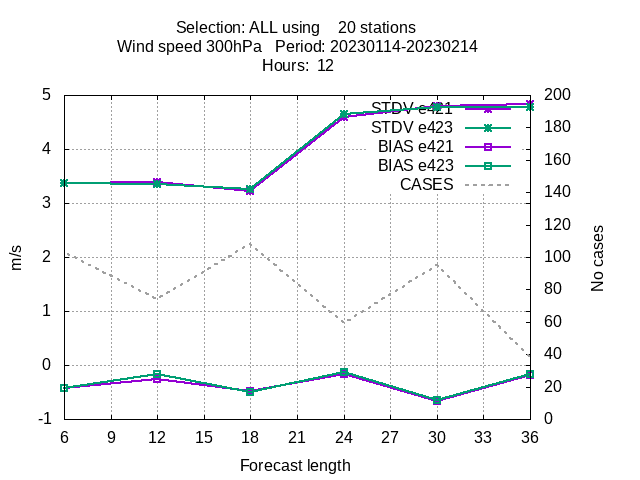 Selection: ALL using    20 stations
Wind speed 300hPa   Period: 20230114-20230214
Hours:  12
STDV e421
STDV e423
BIAS e421
BIAS e423
CASES
m/s
5
4
3
2
1
0
-1
200
180
160
140
120
100
80
60
40
20
0
No cases
6 9 12 15 18 21 24 27 30 33 36
Forecast length